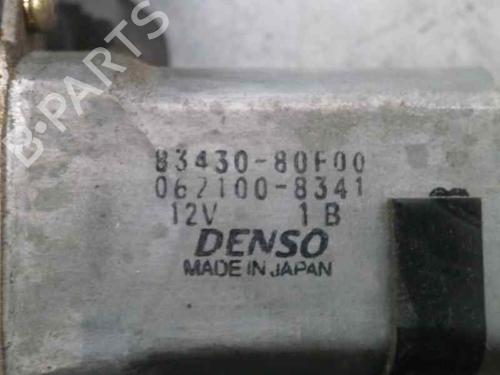 B-PARTS
83430-80F00
062100-8341
12V 1 B
DENSO
MADE IN JAPAN